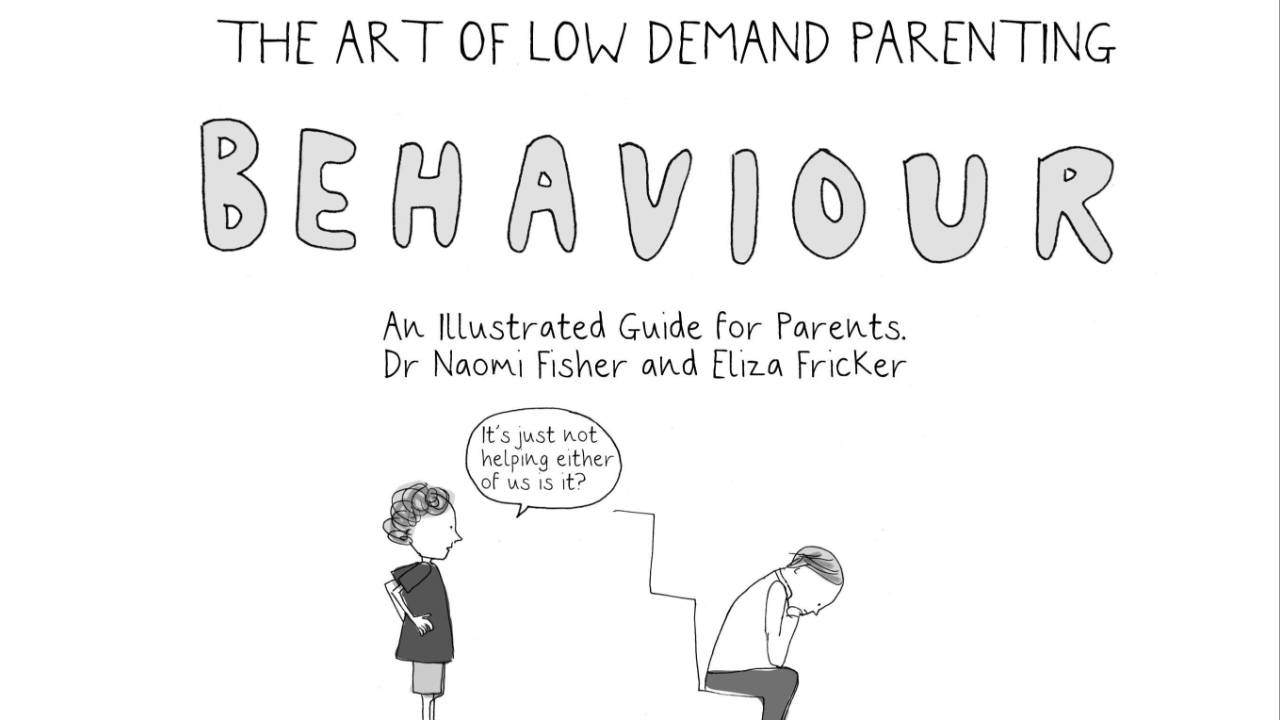 THE ART OF LOW DEMAND PARENTING
BEHAVIOUR
An Illustrated Guide for Parents.
Dr Naomi Fisher and Eliza Fricker
It's just not
helping either
of us is it?